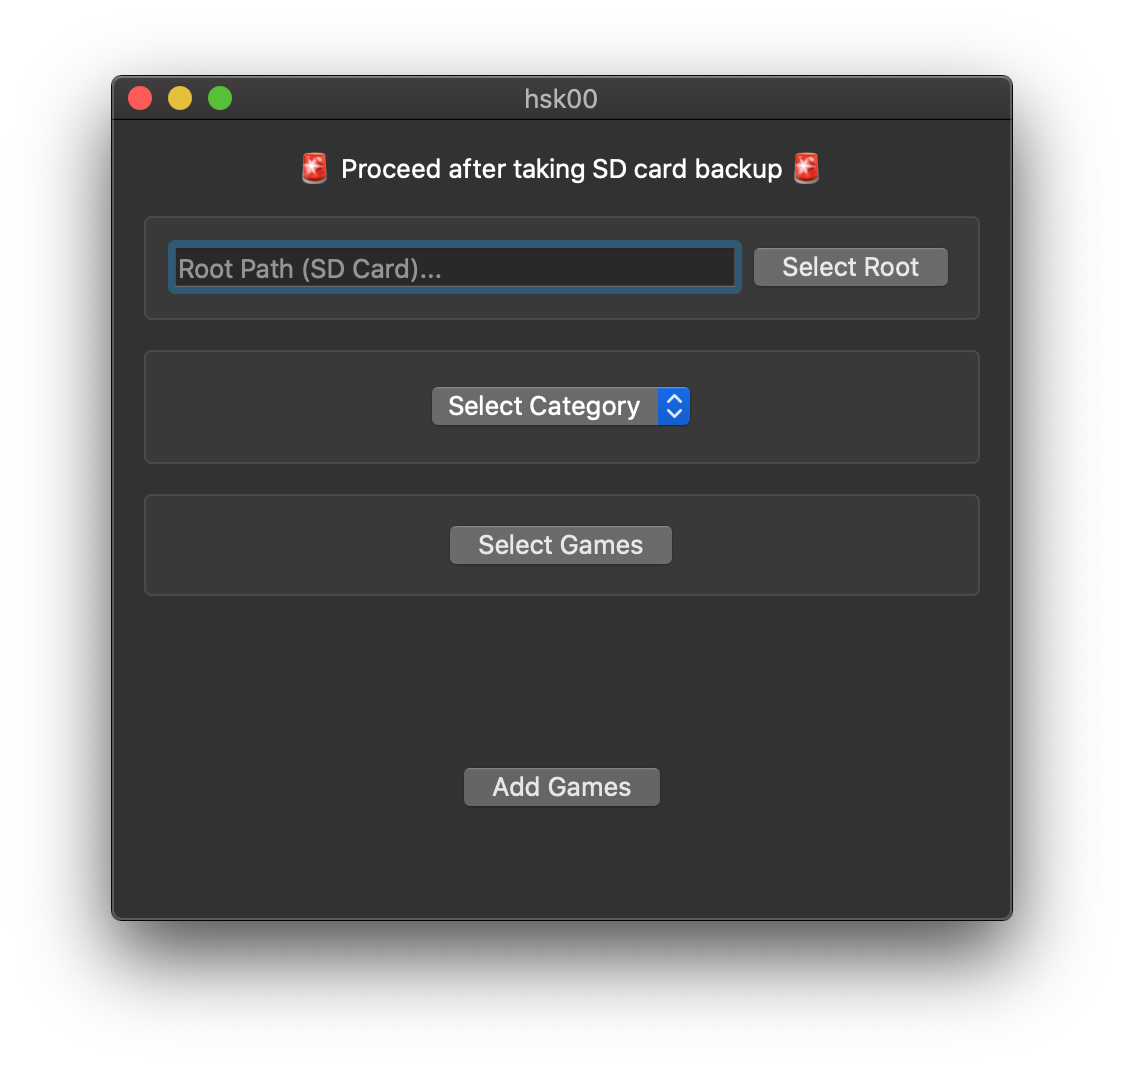 hsk00
🚨 Proceed after taking SD card backup 🚨
Root Path (SD Card)...
Select Root
Select Category
Select Games
Add Games